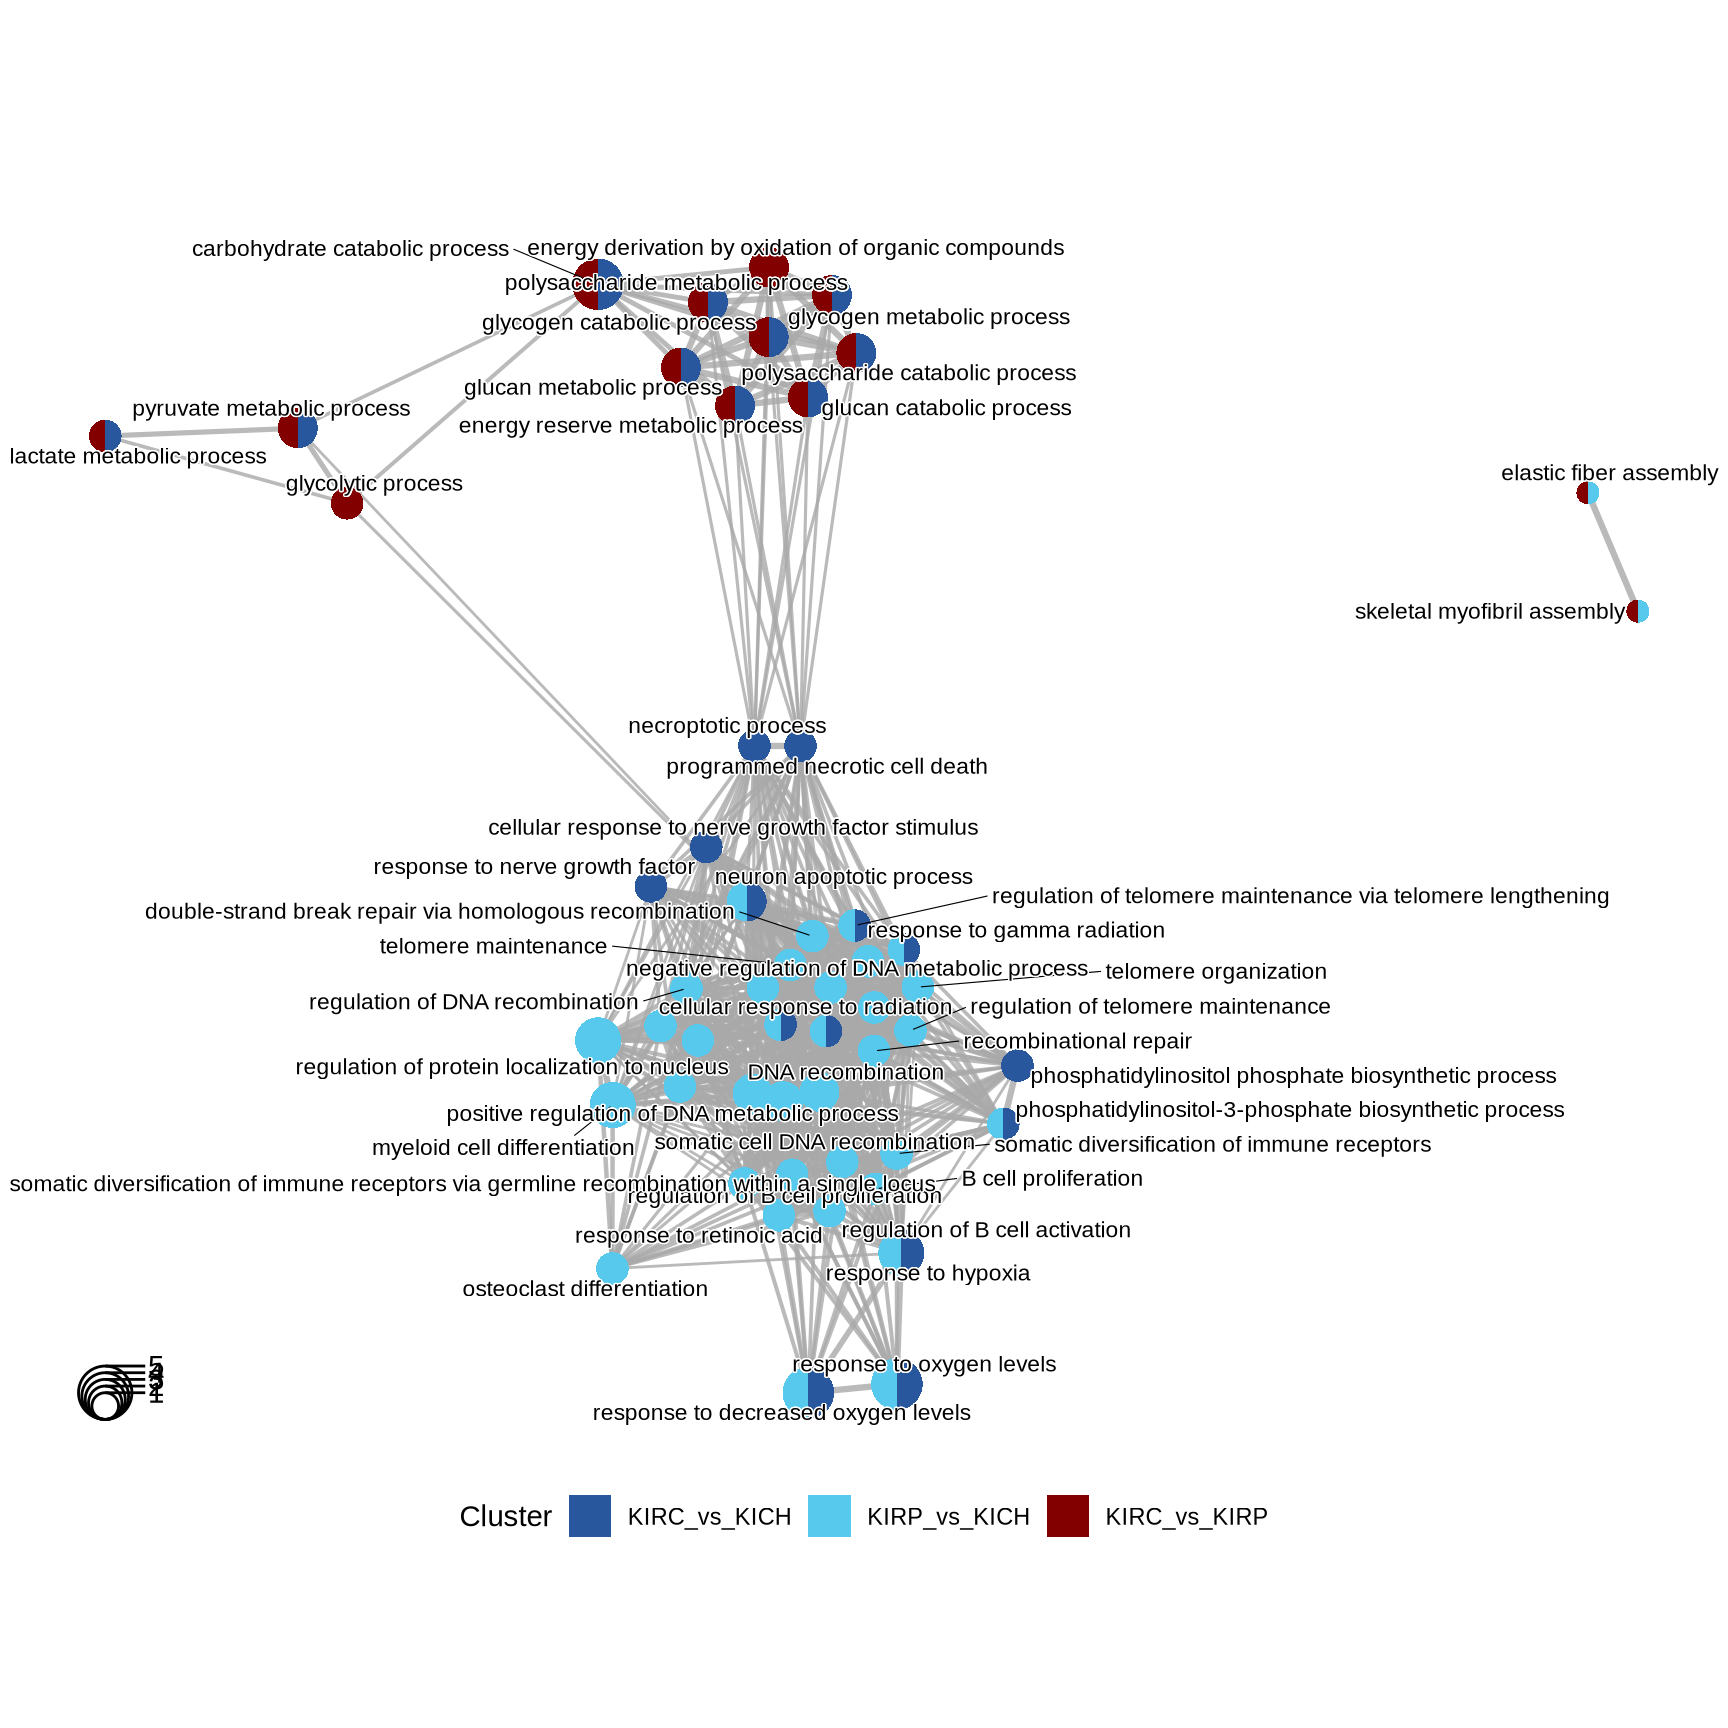 carbohydrate catabolic process
energy derivation by oxidation of organic compounds
polysaccharide metabolic process
glycogen catabolic process
glycogen metabolic process
polysaccharide catabolic process
glucan metabolic process
glucan catabolic process
energy reserve metabolic process
pyruvate metabolic process
lactate metabolic process
glycolytic process
elastic fiber assembly
skeletal myofibril assembly
necroptotic process
programmed necrotic cell death
cellular response to nerve growth factor stimulus
response to nerve growth factor
neuron apoptotic process
regulation of telomere maintenance via telomere lengthening
double-strand break repair via homologous recombination
response to gamma radiation
telomere maintenance
negative regulation of DNA metabolic process
telomere organization
regulation of DNA recombination
cellular response to radiation
regulation of telomere maintenance
recombinational repair
regulation of protein localization to nucleus
DNA recombination
phosphatidylinositol phosphate biosynthetic process
positive regulation of DNA metabolic process
phosphatidylinositol-3-phosphate biosynthetic process
myeloid cell differentiation
somatic cell DNA recombination
somatic diversification of immune receptors
somatic diversification of immune receptors via germline recombination within a single locus
B cell proliferation
regulation of B cell proliferation
response to retinoic acid
regulation of B cell activation
response to hypoxia
osteoclast differentiation
response to oxygen levels
response to decreased oxygen levels
5
4
3
2
1
Cluster
KIRC_vs_KICH
KIRP_vs_KICH
KIRC_vs_KIRP